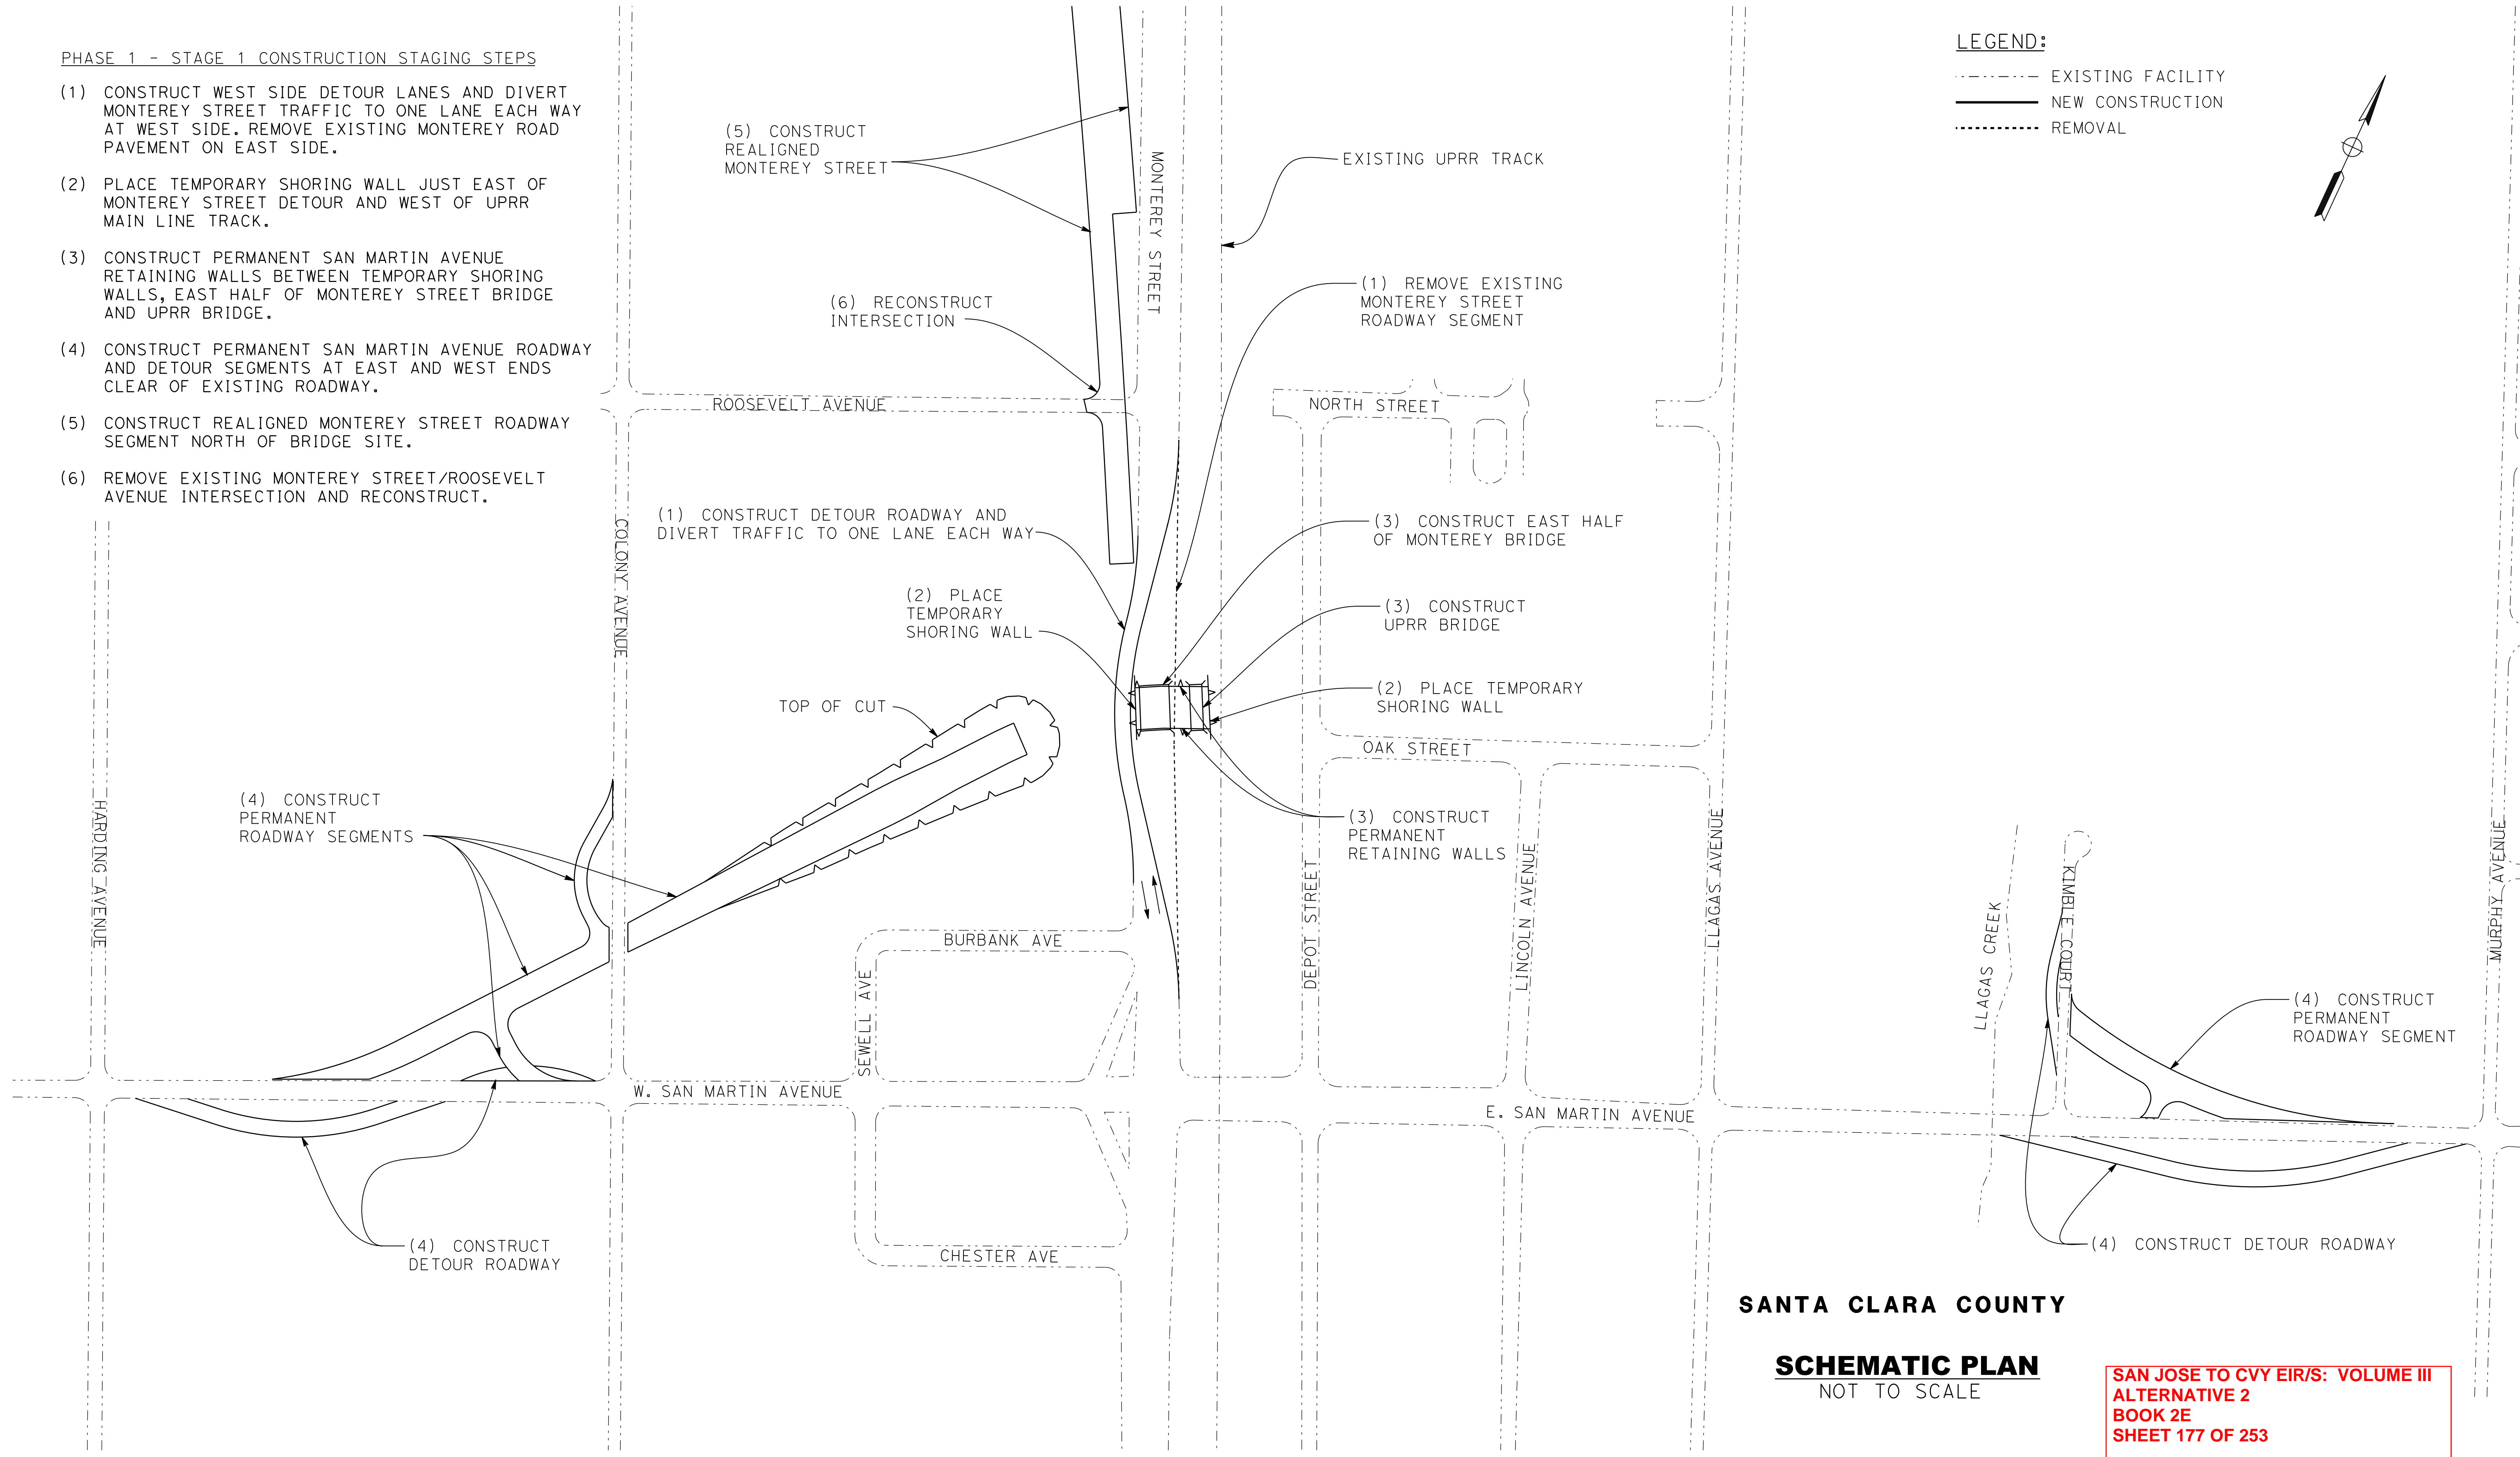 PHASE 1 - STAGE 1 CONSTRUCTION STAGING STEPS
(1) CONSTRUCT WEST SIDE DETOUR LANES AND DIVERT
MONTEREY STREET TRAFFIC TO ONE LANE EACH WAY
AT WEST SIDE. REMOVE EXISTING MONTEREY ROAD
PAVEMENT ON EAST SIDE.
(2) PLACE TEMPORARY SHORING WALL JUST EAST OF
MONTEREY STREET DETOUR AND WEST OF UPRR
MAIN LINE TRACK.
(3) CONSTRUCT PERMANENT SAN MARTIN AVENUE
RETAINING WALLS BETWEEN TEMPORARY SHORING
WALLS, EAST HALF OF MONTEREY STREET BRIDGE
AND UPRR BRIDGE.
(4) CONSTRUCT PERMANENT SAN MARTIN AVENUE ROADWAY
AND DETOUR SEGMENTS AT EAST AND WEST ENDS
CLEAR OF EXISTING ROADWAY.
(5) CONSTRUCT REALIGNED MONTEREY STREET ROADWAY
SEGMENT NORTH OF BRIDGE SITE.
(6) REMOVE EXISTING MONTEREY STREET/ROOSEVELT
AVENUE INTERSECTION AND RECONSTRUCT.
LEGEND:
EXISTING FACILITY
NEW CONSTRUCTION
REMOVAL
(5) CONSTRUCT
REALIGNED
MONTEREY STREET
MONTEREY STREET
EXISTING UPRR TRACK
(6) RECONSTRUCT
INTERSECTION
(1) REMOVE EXISTING
MONTEREY STREET
ROADWAY SEGMENT
ROOSEVELT AVENUE
NORTH STREET
(1) CONSTRUCT DETOUR ROADWAY AND
DIVERT TRAFFIC TO ONE LANE EACH WAY
(3) CONSTRUCT EAST HALF
OF MONTEREY BRIDGE
COLONY AVENUE
(2) PLACE
TEMPORARY
SHORING WALL
(3) CONSTRUCT
UPRR BRIDGE
TOP OF CUT
(2) PLACE TEMPORARY
SHORING WALL
OAK STREET
(4) CONSTRUCT
PERMANENT
ROADWAY SEGMENTS
(3) CONSTRUCT
PERMANENT
RETAINING WALLS
HARDING AVENUE
DEPOT STREET
LINCOLN AVENUE
LLAGAS AVENUE
LLAGAS CREEK
KIMBLE COURT
MURPHY AVENUE
BURBANK AVE
SEWELL AVE
(4) CONSTRUCT
PERMANENT
ROADWAY SEGMENT
W. SAN MARTIN AVENUE
E. SAN MARTIN AVENUE
(4) CONSTRUCT
DETOUR ROADWAY
CHESTER AVE
(4) CONSTRUCT DETOUR ROADWAY
SANTA CLARA COUNTY
SCHEMATIC PLAN
NOT TO SCALE
SAN JOSE TO CVY EIR/S: VOLUME III
ALTERNATIVE 2
BOOK 2E
SHEET 177 OF 253